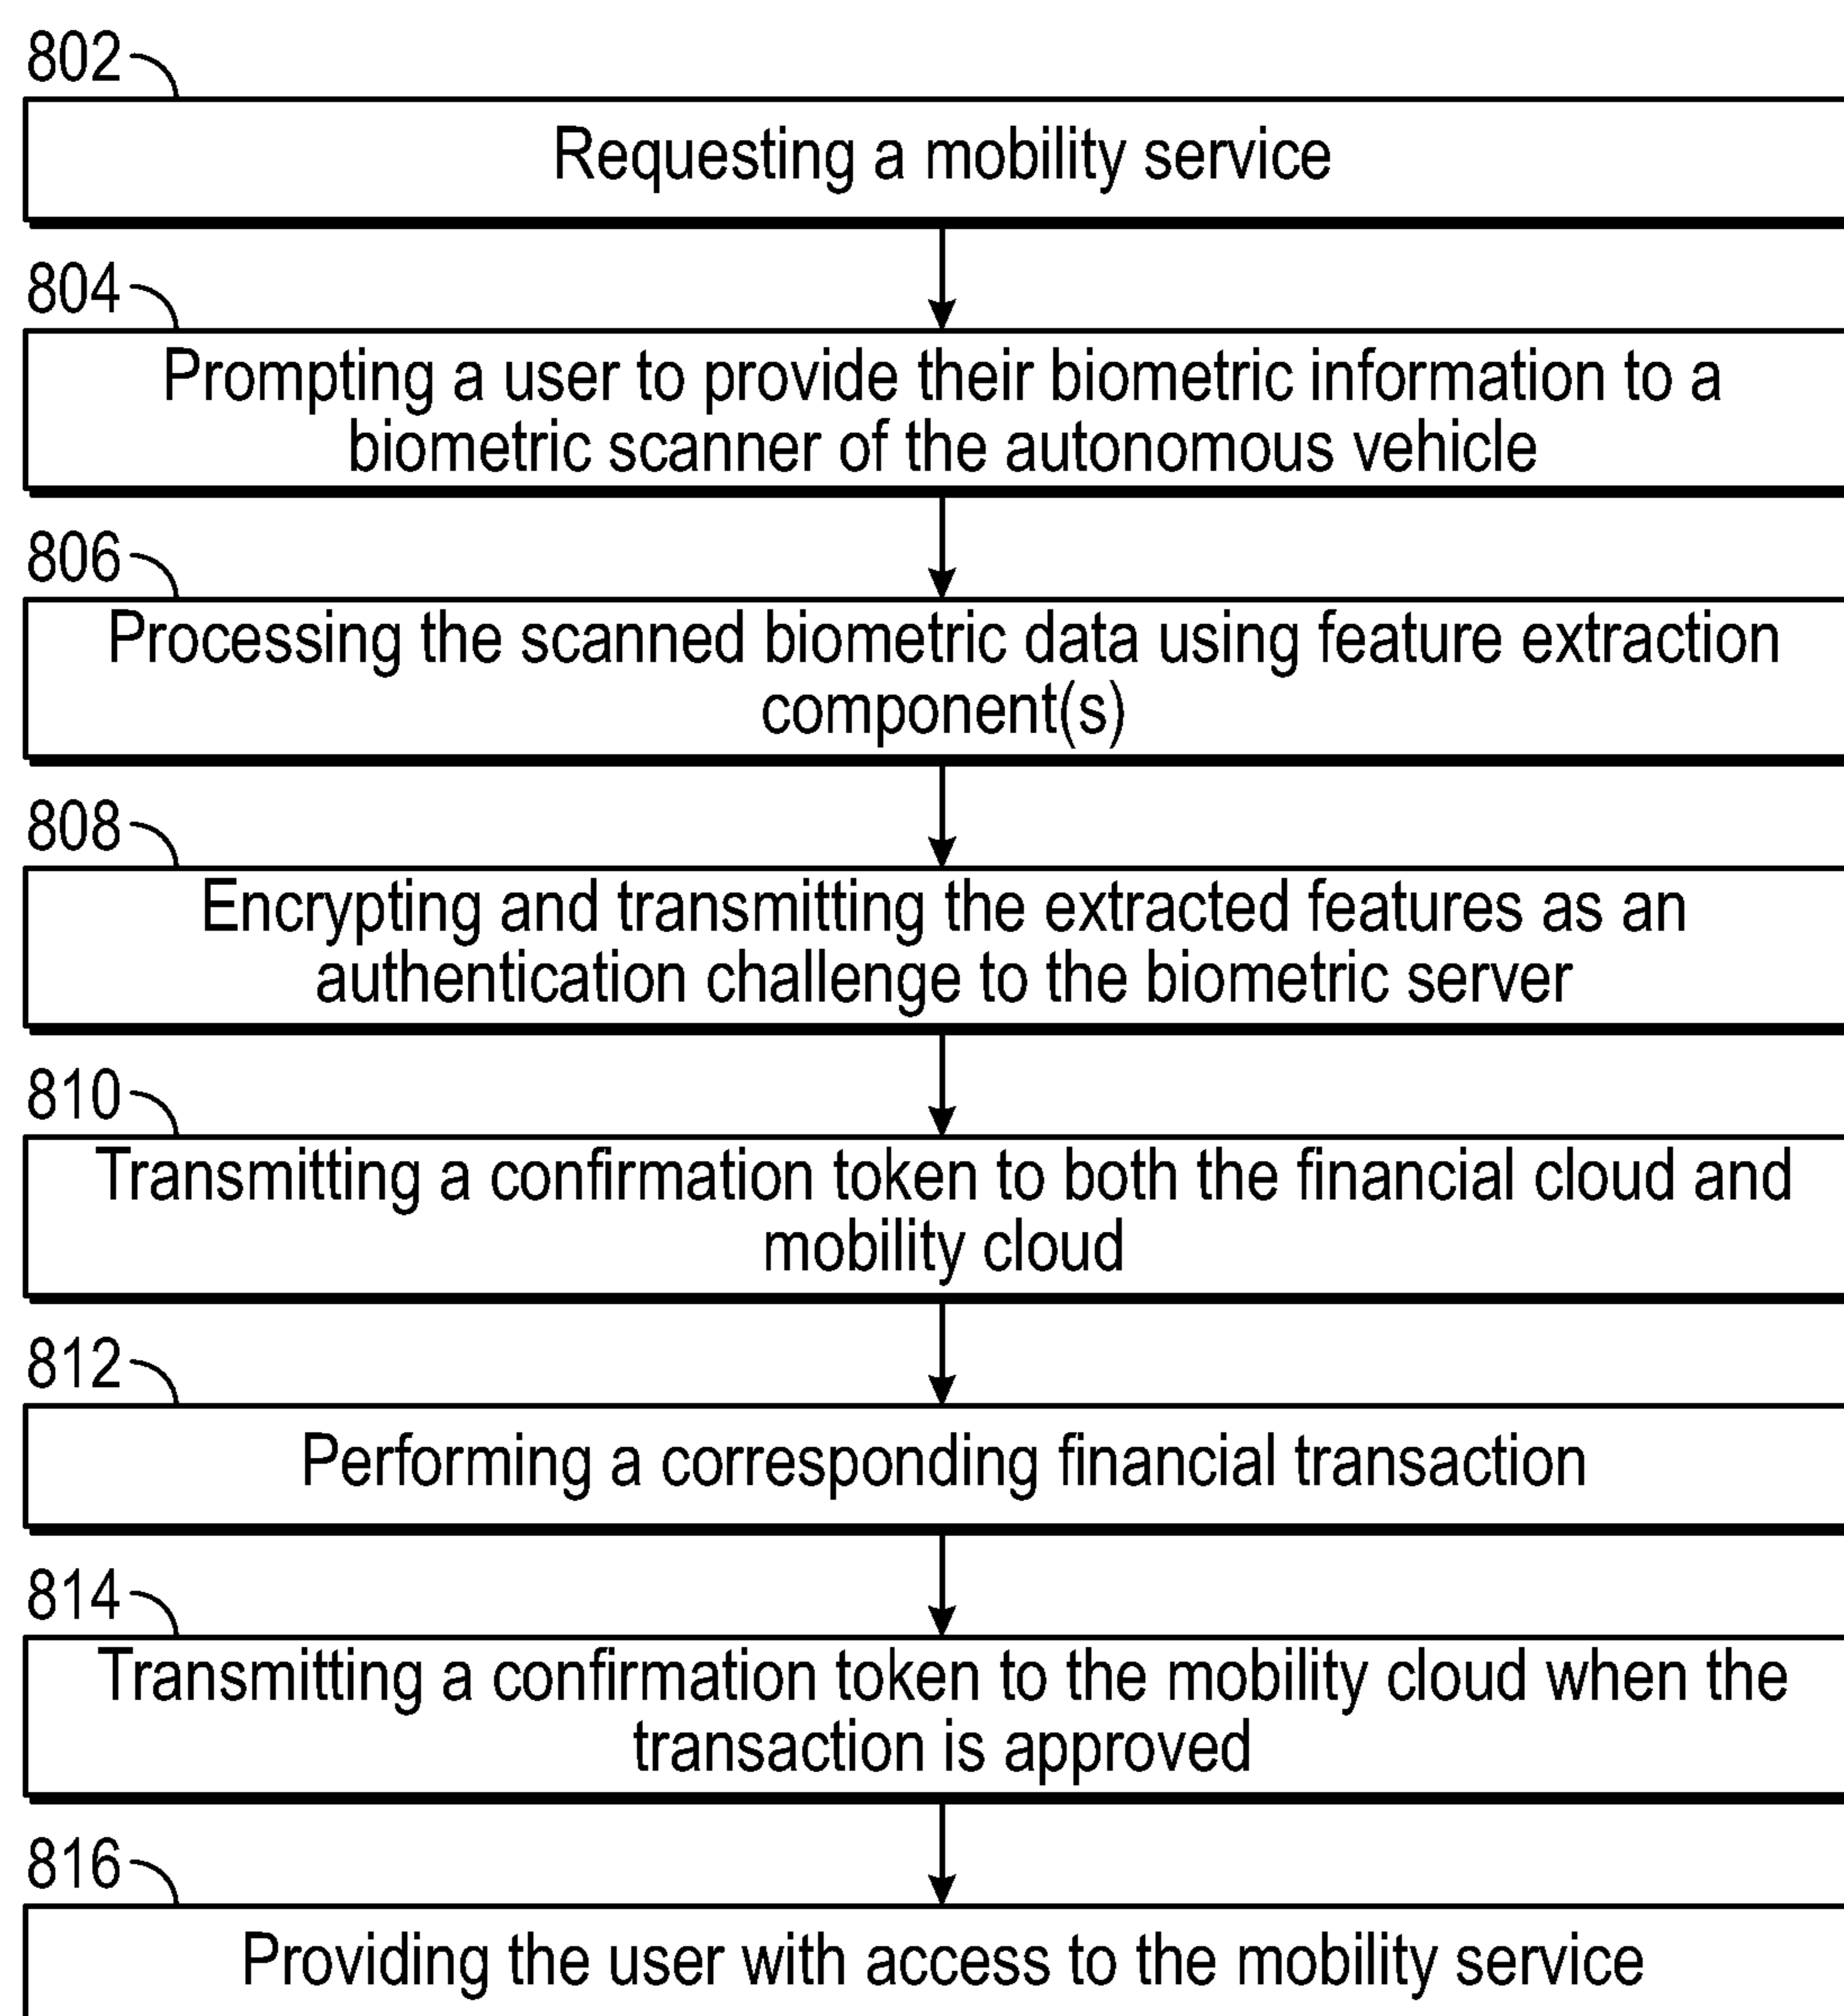 802
Requesting a mobility service
804
Prompting a user to provide their biometric information to a
biometric scanner of the autonomous vehicle
806
Processing the scanned biometric data using feature extraction
component(s)
808
Encrypting and transmitting the extracted features as an
authentication challenge to the biometric server
810
Transmitting a confirmation token to both the financial cloud and
mobility cloud
812
Performing a corresponding financial transaction
814
Transmitting a confirmation token to the mobility cloud when the
transaction is approved
816
Providing the user with access to the mobility service